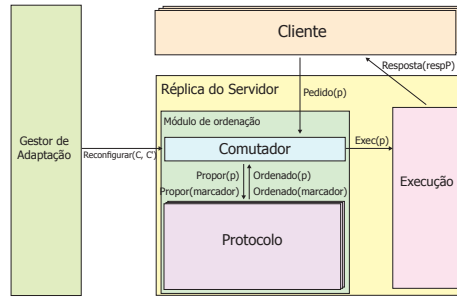 Cliente
Resposta(respP)
Réplica do Servidor
Pedido(p)
Módulo de ordenação
Gestor de
Adaptação
Reconfigurar(C, C')
Comutador
Exec(p)
Propor(p)
Ordenado(p)
Propor(marcador)
Ordenado(marcador)
Execução
Protocolo